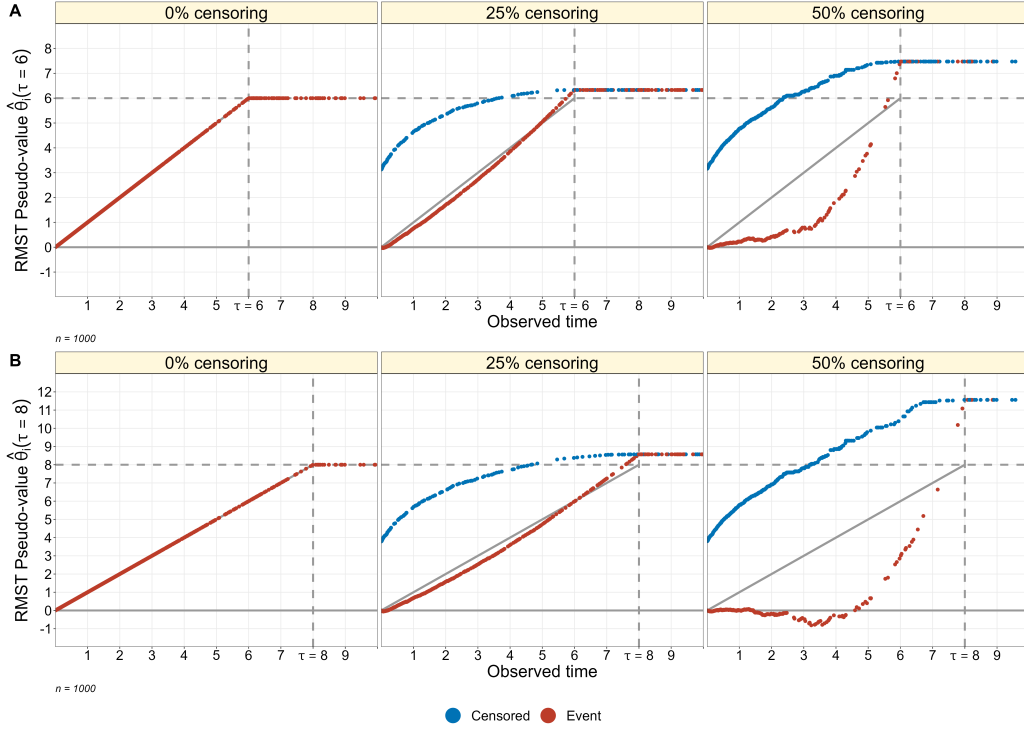 A
0% censoring
25% censoring
50% censoring
RMST Pseudo-value θ̂i(τ = 6)
8
7
6
5
4
3
2
1
0
-1
1 2 3 4 5 τ = 6 7 8 9
1 2 3 4 5 τ = 6 7 8 9
1 2 3 4 5 τ = 6 7 8 9
Observed time
n = 1000
B
0% censoring
25% censoring
50% censoring
RMST Pseudo-value θ̂i(τ = 8)
12
11
10
9
8
7
6
5
4
3
2
1
0
-1
1 2 3 4 5 6 7 τ = 8 9
1 2 3 4 5 6 7 τ = 8 9
1 2 3 4 5 6 7 τ = 8 9
Observed time
n = 1000
Censored Event